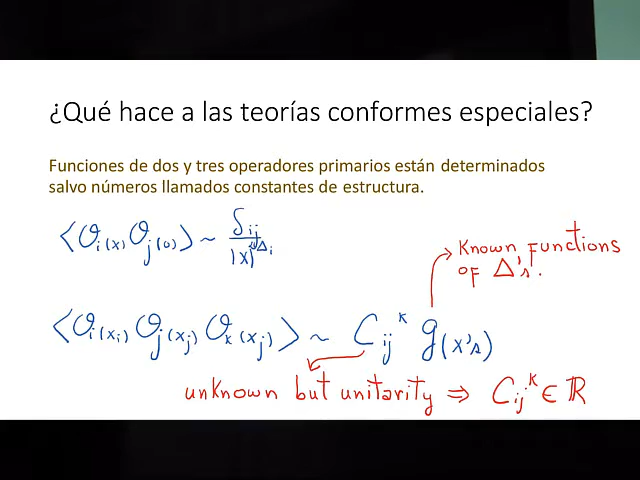 ¿Qué hace a las teorías conformes especiales?
Funciones de dos y tres operadores primarios están determinados
salvo números llamados constantes de estructura.
<O_i(x) O_j(0)> ~ δ_ij / |x|^{2Δ_i}
Known functions
of Δ's.
<O_i(x_i) O_j(x_j) O_k(x_j)> ~ C_ij^k g(x's)
unknown but unitarity ⇒ C_ij^k ∈ ℝ